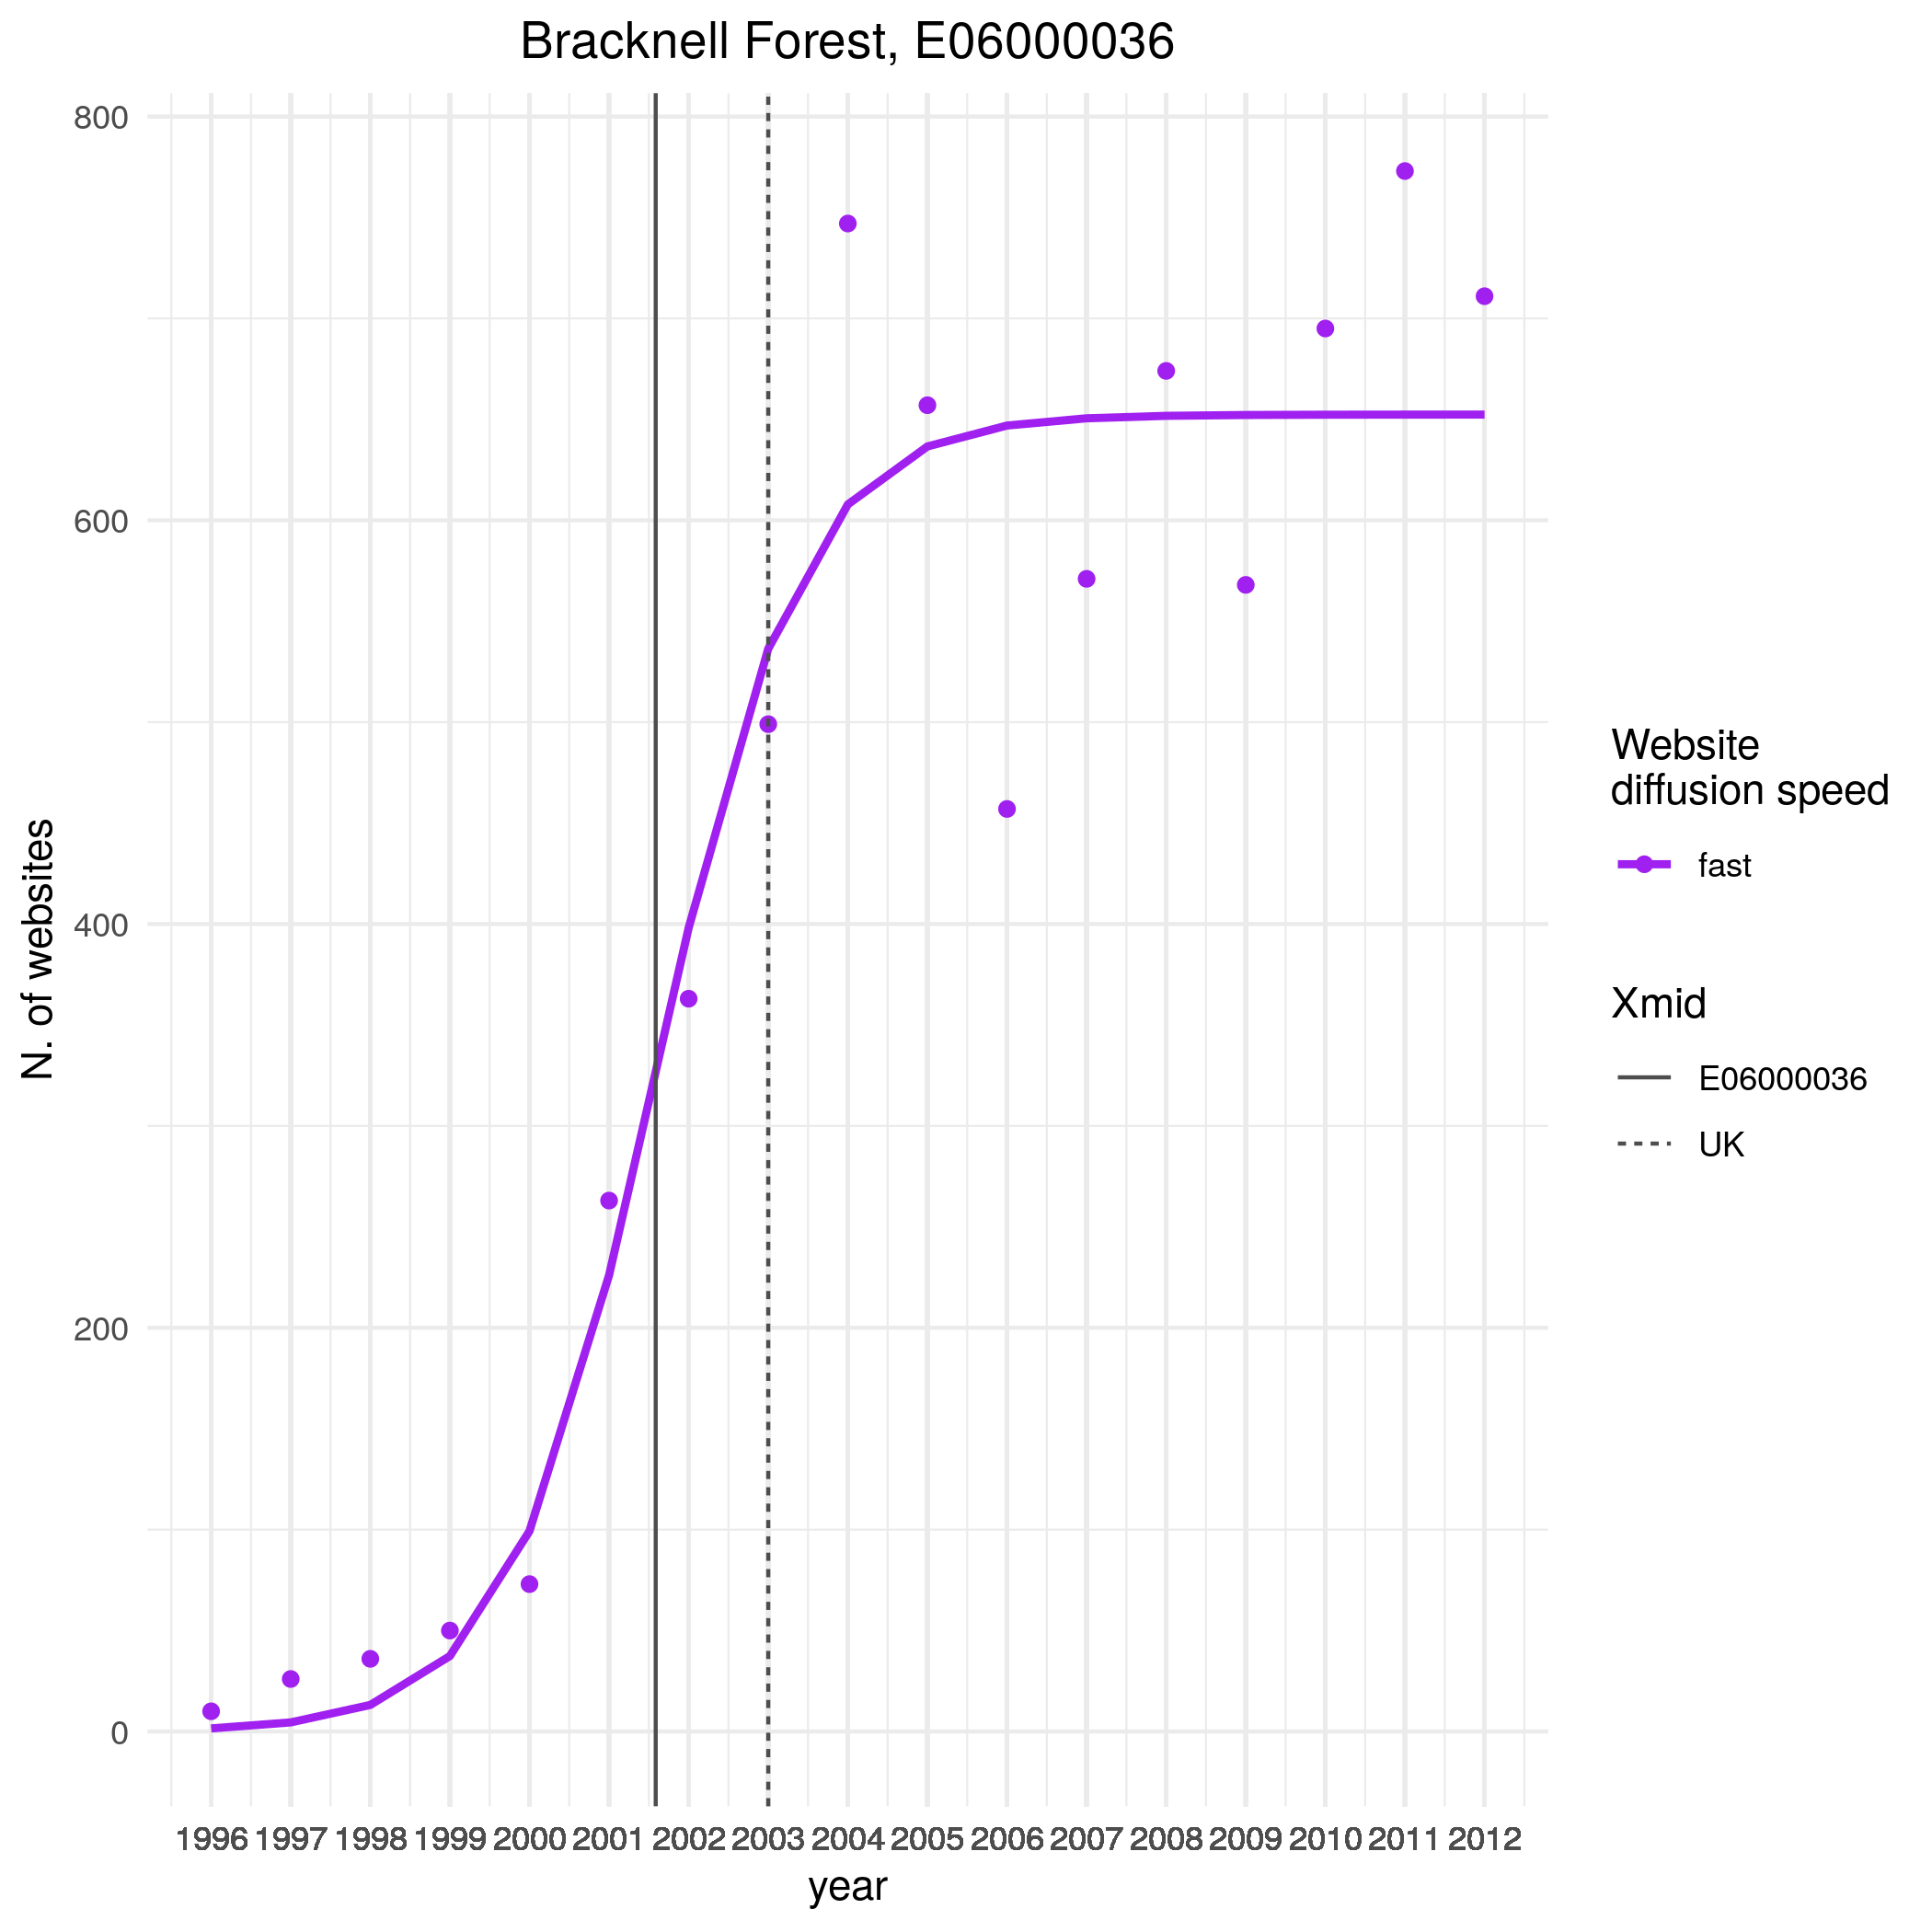 Bracknell Forest, E06000036
800
600
400
200
0
N. of websites
1996 1997 1998 1999 2000 2001 2002 2003 2004 2005 2006 2007 2008 2009 2010 2011 2012
year
Website
diffusion speed
fast
Xmid
E06000036
UK